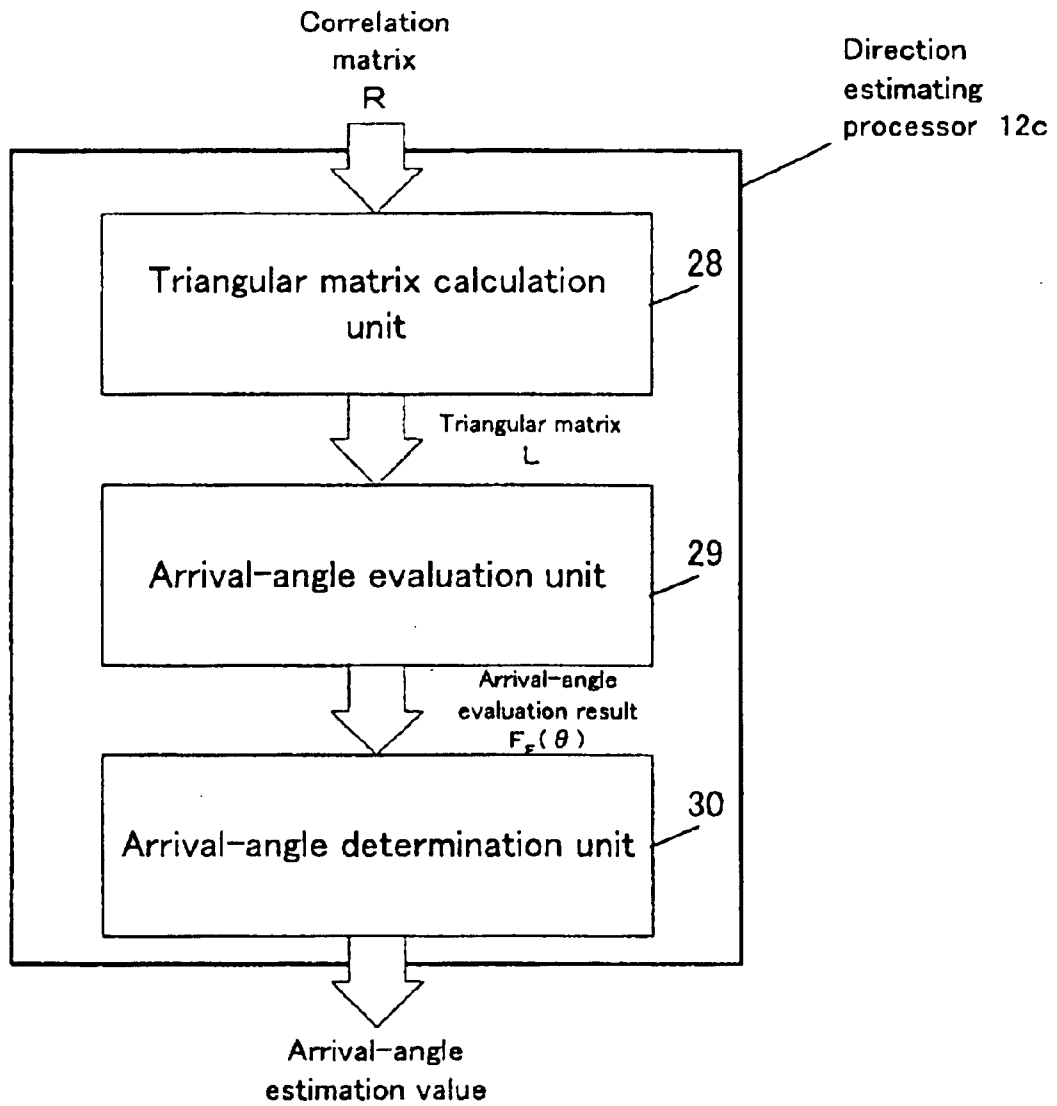 Correlation
matrix
R
Direction
estimating
processor 12c
Triangular matrix calculation
unit
28
Triangular matrix
L
Arrival-angle evaluation unit
29
Arrival-angle
evaluation result
F_F(θ)
Arrival-angle determination unit
30
Arrival-angle
estimation value